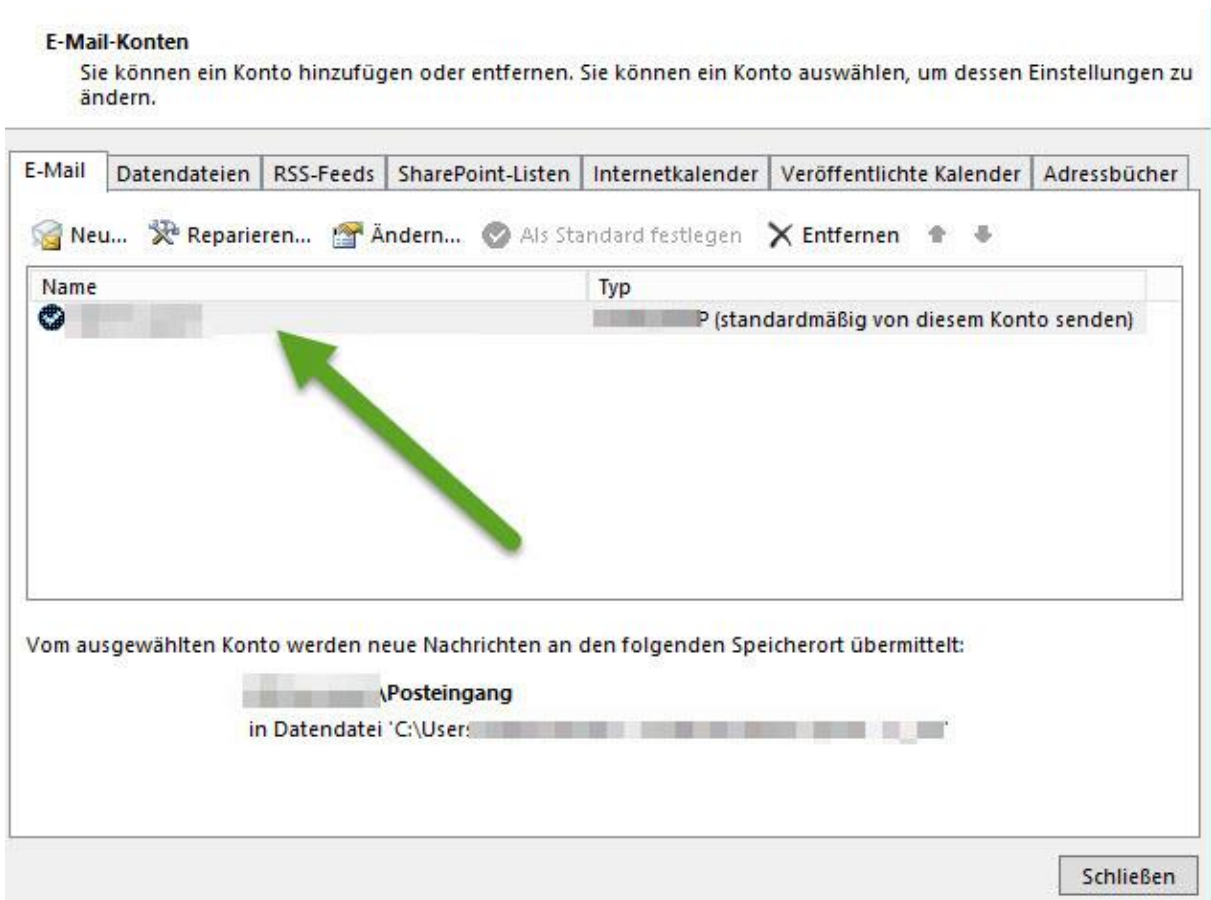 E-Mail-Konten
Sie können ein Konto hinzufügen oder entfernen. Sie können ein Konto auswählen, um dessen Einstellungen zu
ändern.
E-Mail Datendateien RSS-Feeds SharePoint-Listen Internetkalender Veröffentlichte Kalender Adressbücher
Neu... Reparieren... Ändern... Als Standard festlegen Entfernen
Name Typ
P (standardmäßig von diesem Konto senden)
Vom ausgewählten Konto werden neue Nachrichten an den folgenden Speicherort übermittelt:
\Posteingang
in Datendatei 'C:\Users
Schließen